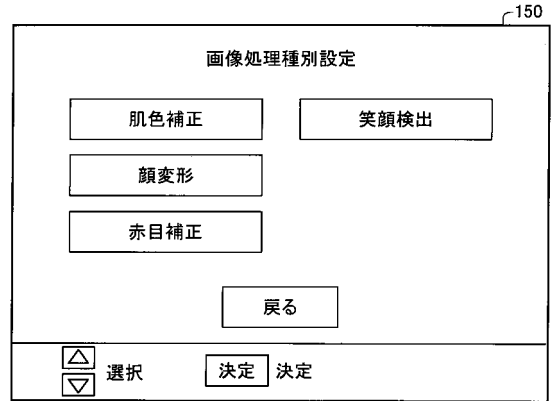 150
画像処理種別設定
肌色補正 笑顔検出
顔変形
赤目補正
戻る
△ 選択 決定 決定
▽